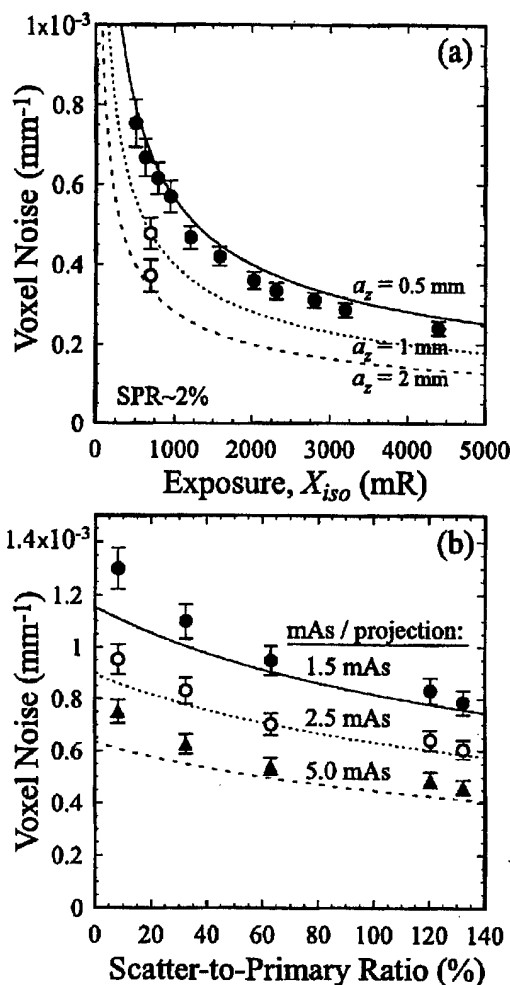 1×10⁻³
(a)
0.8
0.6
0.4
0.2
0
Voxel Noise (mm⁻¹)
a_z = 0.5 mm
a_z = 1 mm
a_z = 2 mm
SPR~2%
0 1000 2000 3000 4000 5000
Exposure, X_iso (mR)
1.4×10⁻³
(b)
1.2
1
0.8
0.6
0.4
0.2
0
Voxel Noise (mm⁻¹)
mAs / projection:
1.5 mAs
2.5 mAs
5.0 mAs
0 20 40 60 80 100 120 140
Scatter-to-Primary Ratio (%)